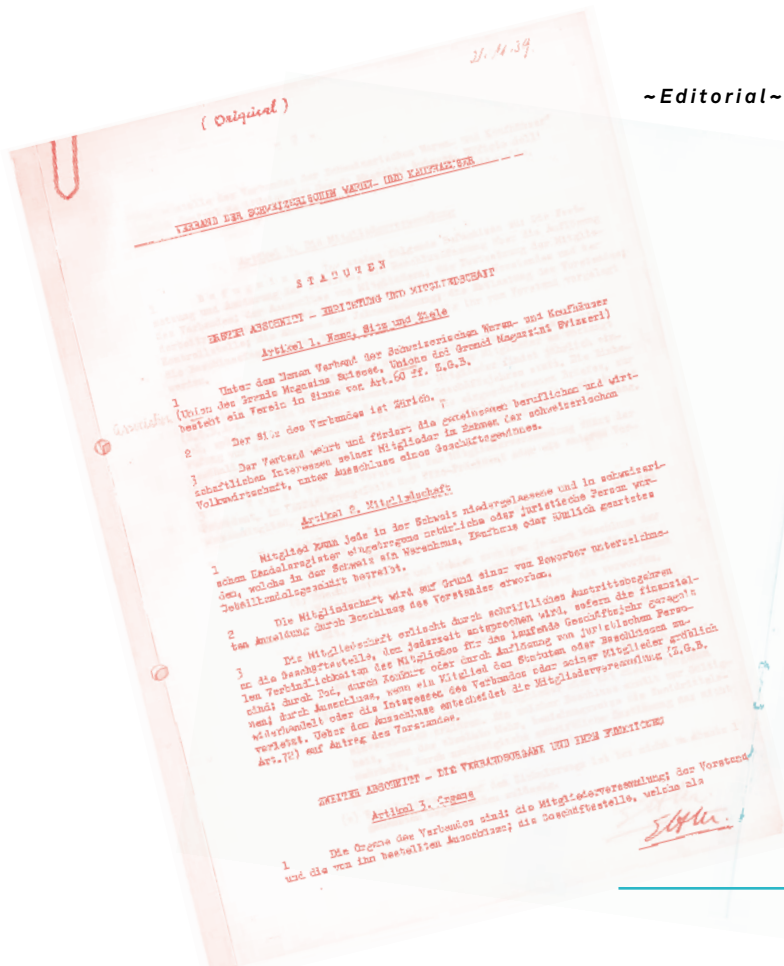 ~Editorial~
( Original )
VERBAND DER SCHWEIZERISCHEN WAREN- UND KAUFHÄUSER
STATUTEN
ERSTER ABSCHNITT - ERRICHTUNG UND MITGLIEDSCHAFT
Artikel 1. Name, Sitz und Ziele
1 Unter dem Namen Verband der Schweizerischen Waren- und Kaufhäuser
(Union des Grands Magasins Suisses, Unione dei Grandi Magazzini Svizzeri)
besteht ein Verein im Sinne von Art.60 ff. Z.G.B.
2 Der Sitz des Verbandes ist Zürich.
3 Der Verband wahrt und fördert die gemeinsamen beruflichen und wirt-
schaftlichen Interessen seiner Mitglieder im Rahmen der schweizerischen
Volkswirtschaft, unter Ausschluss eines Geschäftsgewinnes.
Artikel 2. Mitgliedschaft
1 Mitglied kann jede in der Schweiz niedergelassene und im schweizeri-
schen Handelsregister eingetragene natürliche oder juristische Person wer-
den, welche in der Schweiz ein Warenhaus, Kaufhaus oder ähnlich geartetes
Detailhandelsgeschäft betreibt.
2 Die Mitgliedschaft wird auf Grund einer vom Bewerber unterzeichne-
ten Anmeldung durch Beschluss des Vorstandes erworben.
3 Die Mitgliedschaft erlischt durch schriftliches Austrittsbegehren
an die Geschäftsstelle, dem jederzeit entsprochen wird, sofern die finanziel-
len Verbindlichkeiten des Mitgliedes für das laufende Geschäftsjahr geregelt
sind; durch Tod, durch Konkurs oder durch Auflösung von juristischen Perso-
nen; durch Ausschluss, wenn ein Mitglied den Statuten oder Beschlüssen zu-
widerhandelt oder die Interessen des Verbandes oder seiner Mitglieder gröblich
verletzt. Ueber den Ausschluss entscheidet die Mitgliederversammlung (Z.G.B.
Art.72) auf Antrag des Vorstandes.
ZWEITER ABSCHNITT - DIE VERBANDSORGANE UND IHRE FUNKTIONEN
Artikel 3. Organe
1 Die Organe des Verbandes sind: die Mitgliederversammlung; der Vorstand
und die von ihm bestellten Ausschüsse; die Geschäftsstelle, welche als